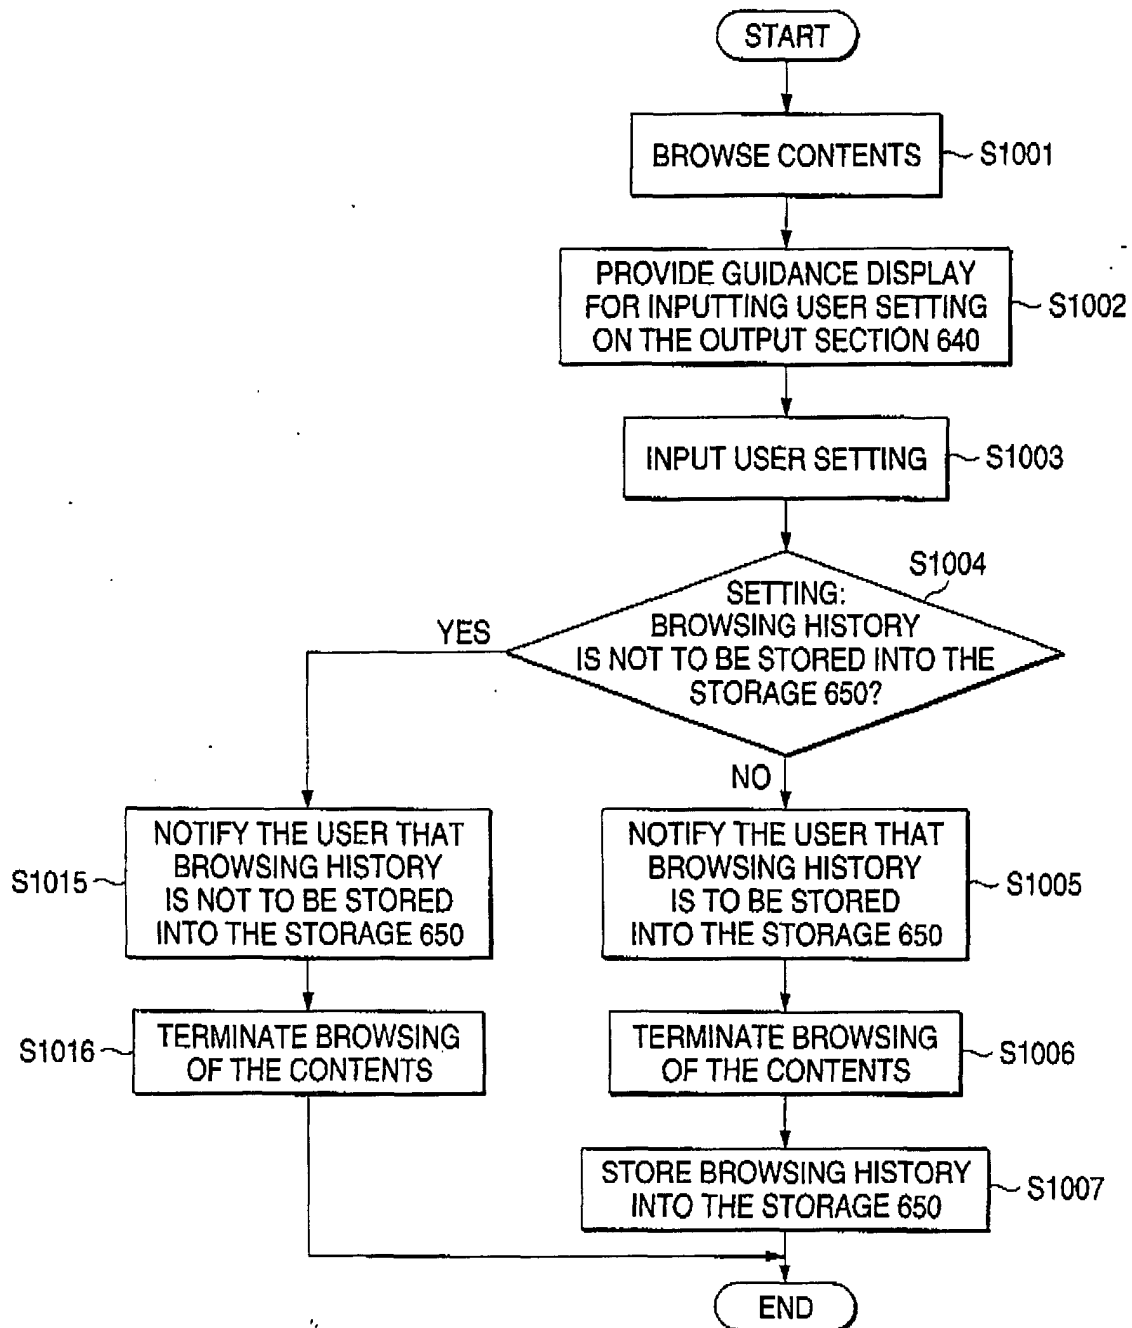 START
BROWSE CONTENTS
S1001
PROVIDE GUIDANCE DISPLAY
FOR INPUTTING USER SETTING
ON THE OUTPUT SECTION 640
S1002
INPUT USER SETTING
S1003
S1004
SETTING:
BROWSING HISTORY
IS NOT TO BE STORED INTO THE
STORAGE 650?
YES
NO
NOTIFY THE USER THAT
BROWSING HISTORY
IS NOT TO BE STORED
INTO THE STORAGE 650
S1015
NOTIFY THE USER THAT
BROWSING HISTORY
IS TO BE STORED
INTO THE STORAGE 650
S1005
TERMINATE BROWSING
OF THE CONTENTS
S1016
TERMINATE BROWSING
OF THE CONTENTS
S1006
STORE BROWSING HISTORY
INTO THE STORAGE 650
S1007
END